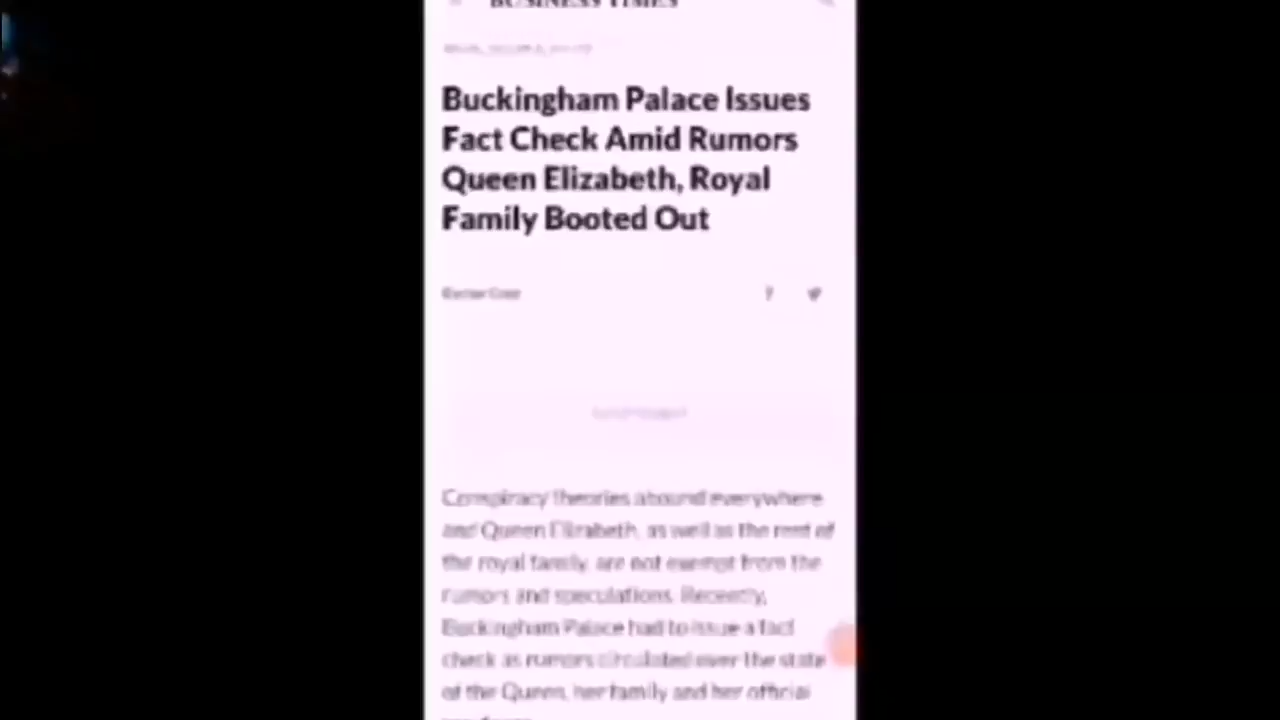 BUSINESS TIMES
Buckingham Palace Issues
Fact Check Amid Rumors
Queen Elizabeth, Royal
Family Booted Out
Conspiracy theories abound everywhere
and Queen Elizabeth, as well as the rest of
the royal family, are not exempt from the
rumors and speculations. Recently,
Buckingham Palace had to issue a fact
check as rumors circulated over the state
of the Queen, her family and her official